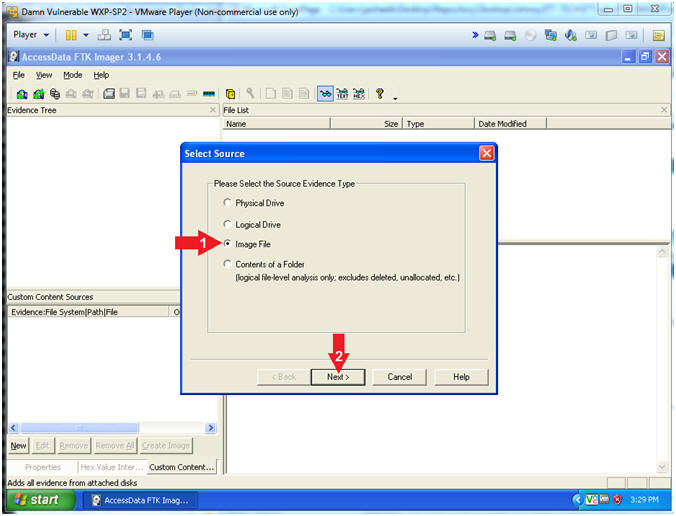 Damn Vulnerable WXP-SP2 - VMware Player (Non-commercial use only)
Player
AccessData FTK Imager 3.1.4.6
File View Mode Help
TEXT HEX
Evidence Tree
File List
Name Size Type Date Modified
Select Source
Please Select the Source Evidence Type
Physical Drive
Logical Drive
1
Image File
Contents of a Folder
(logical file-level analysis only; excludes deleted, unallocated, etc.)
Custom Content Sources
Evidence:File System|Path|File O
2
< Back Next > Cancel Help
New Edit Remove Remove All Create Image
Properties Hex Value Inter... Custom Content...
Adds all evidence from attached disks
start AccessData FTK Imag... 3:29 PM